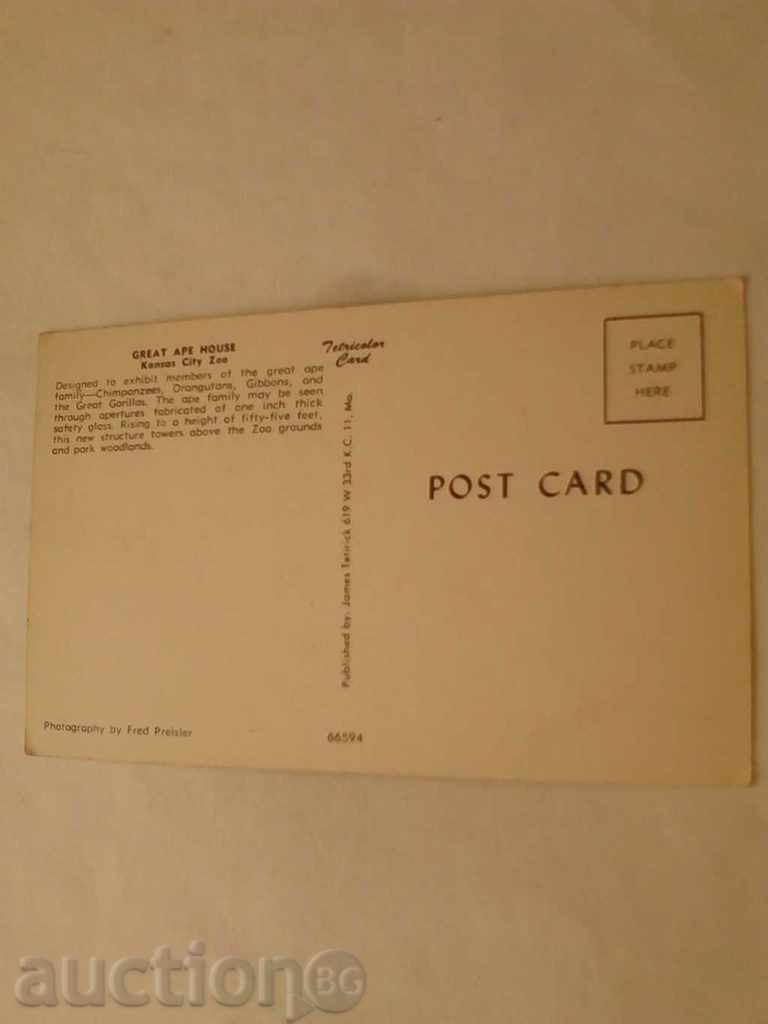 GREAT APE HOUSE
Kansas City Zoo
Designed to exhibit members of the great ape
family—Chimpanzees, Orangutans, Gibbons, and
the Great Gorillas. The ape family may be seen
through apertures fabricated of one inch thick
safety glass. Rising to a height of fifty-five feet,
this new structure towers above the Zoo grounds
and park woodlands.
Photography by Fred Preisler
Tetricolor
Card
Published by: James Tetirick 619 W 33rd K.C. 11, Mo.
66594
PLACE
STAMP
HERE
POST CARD
auctionBG